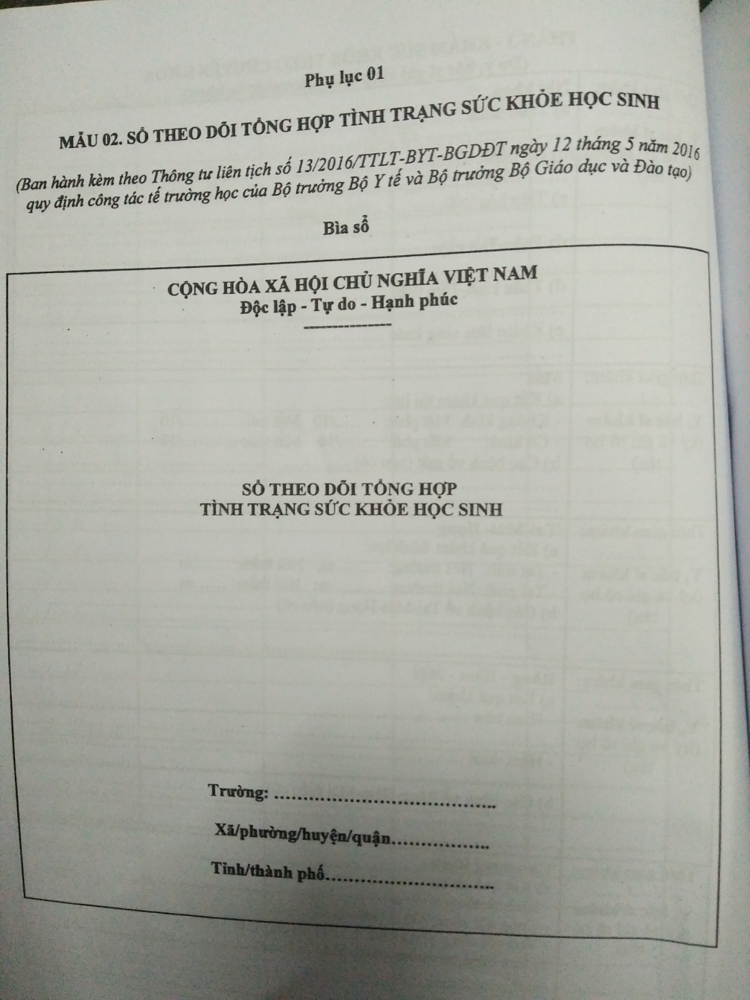 Phụ lục 01
MẪU 02. SỔ THEO DÕI TỔNG HỢP TÌNH TRẠNG SỨC KHỎE HỌC SINH
(Ban hành kèm theo Thông tư liên tịch số 13/2016/TTLT-BYT-BGDĐT ngày 12 tháng 5 năm 2016
quy định công tác tế trường học của Bộ trưởng Bộ Y tế và Bộ trưởng Bộ Giáo dục và Đào tạo)
Bìa sổ
CỘNG HÒA XÃ HỘI CHỦ NGHĨA VIỆT NAM
Độc lập - Tự do - Hạnh phúc
---------------
SỔ THEO DÕI TỔNG HỢP
TÌNH TRẠNG SỨC KHỎE HỌC SINH
Trường: ......................................
Xã/phường/huyện/quận.................
Tỉnh/thành phố.............................